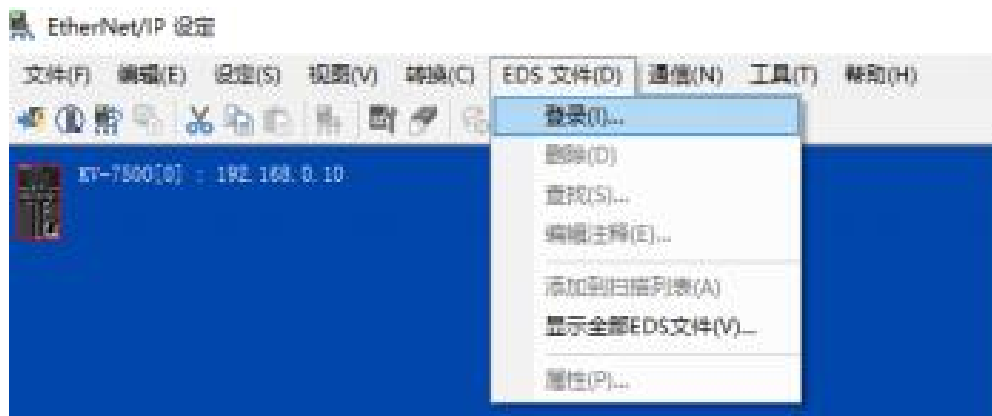 EtherNet/IP 设定
文件(F) 编辑(E) 设定(S) 视图(V) 转换(C) EDS 文件(D) 通信(N) 工具(T) 帮助(H)
登录(I)...
删除(D)
查找(S)...
编辑注释(E)...
添加到扫描列表(A)
显示全部EDS文件(V)...
属性(P)...
KV-7500[0] : 192.168.0.10